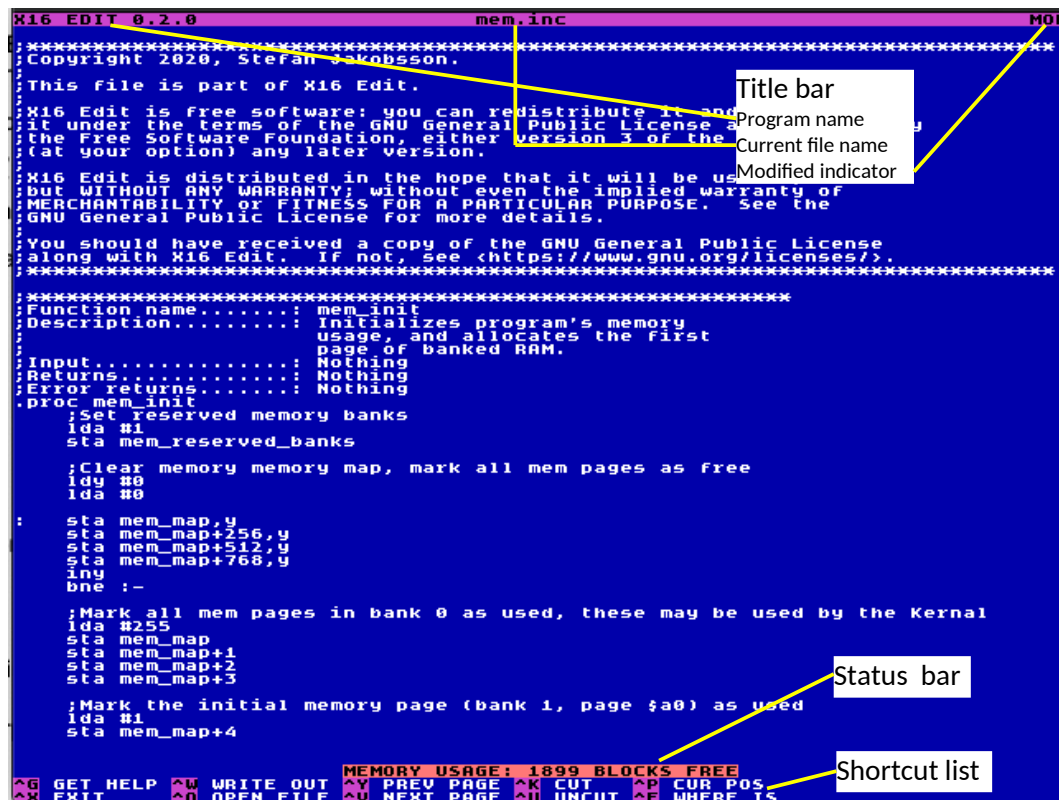 X16 EDIT 0.2.0 mem.inc MO
;*******************************************************************************
;Copyright 2020, Stefan Jakobsson.
;
;This file is part of X16 Edit.
;
;X16 Edit is free software: you can redistribute it and
;it under the terms of the GNU General Public License a y
;the Free Software Foundation, either version 3 of the
;(at your option) any later version.
;
;X16 Edit is distributed in the hope that it will be us
;but WITHOUT ANY WARRANTY; without even the implied warranty of
;MERCHANTABILITY or FITNESS FOR A PARTICULAR PURPOSE.  See the
;GNU General Public License for more details.
;
;You should have received a copy of the GNU General Public License
;along with X16 Edit.  If not, see <https://www.gnu.org/licenses/>.
;*******************************************************************************
Title bar
Program name
Current file name
Modified indicator
;***********************************************************
;Function name.......: mem_init
;Description.........: Initializes program's memory
;                      usage, and allocates the first
;                      page of banked RAM.
;Input...............: Nothing
;Returns.............: Nothing
;Error returns.......: Nothing
.proc mem_init
    ;Set reserved memory banks
    lda #1
    sta mem_reserved_banks
    ;Clear memory memory map, mark all mem pages as free
    ldy #0
    lda #0
:   sta mem_map,y
    sta mem_map+256,y
    sta mem_map+512,y
    sta mem_map+768,y
    iny
    bne :-
    ;Mark all mem pages in bank 0 as used, these may be used by the Kernal
    lda #255
    sta mem_map
    sta mem_map+1
    sta mem_map+2
    sta mem_map+3
    ;Mark the initial memory page (bank 1, page $a0) as used
    lda #1
    sta mem_map+4
Status bar
MEMORY USAGE: 1899 BLOCKS FREE
Shortcut list
^G GET HELP ^W WRITE OUT ^Y PREV PAGE ^K CUT ^P CUR POS
^X EXIT ^O OPEN FILE ^V NEXT PAGE ^U UNCUT ^F WHERE IS